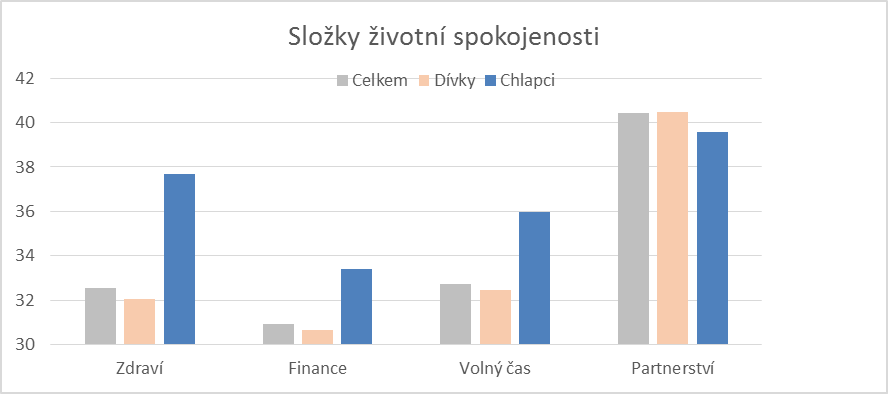 Složky životní spokojenosti
Celkem Dívky Chlapci
42
40
38
36
34
32
30
Zdraví Finance Volný čas Partnerství